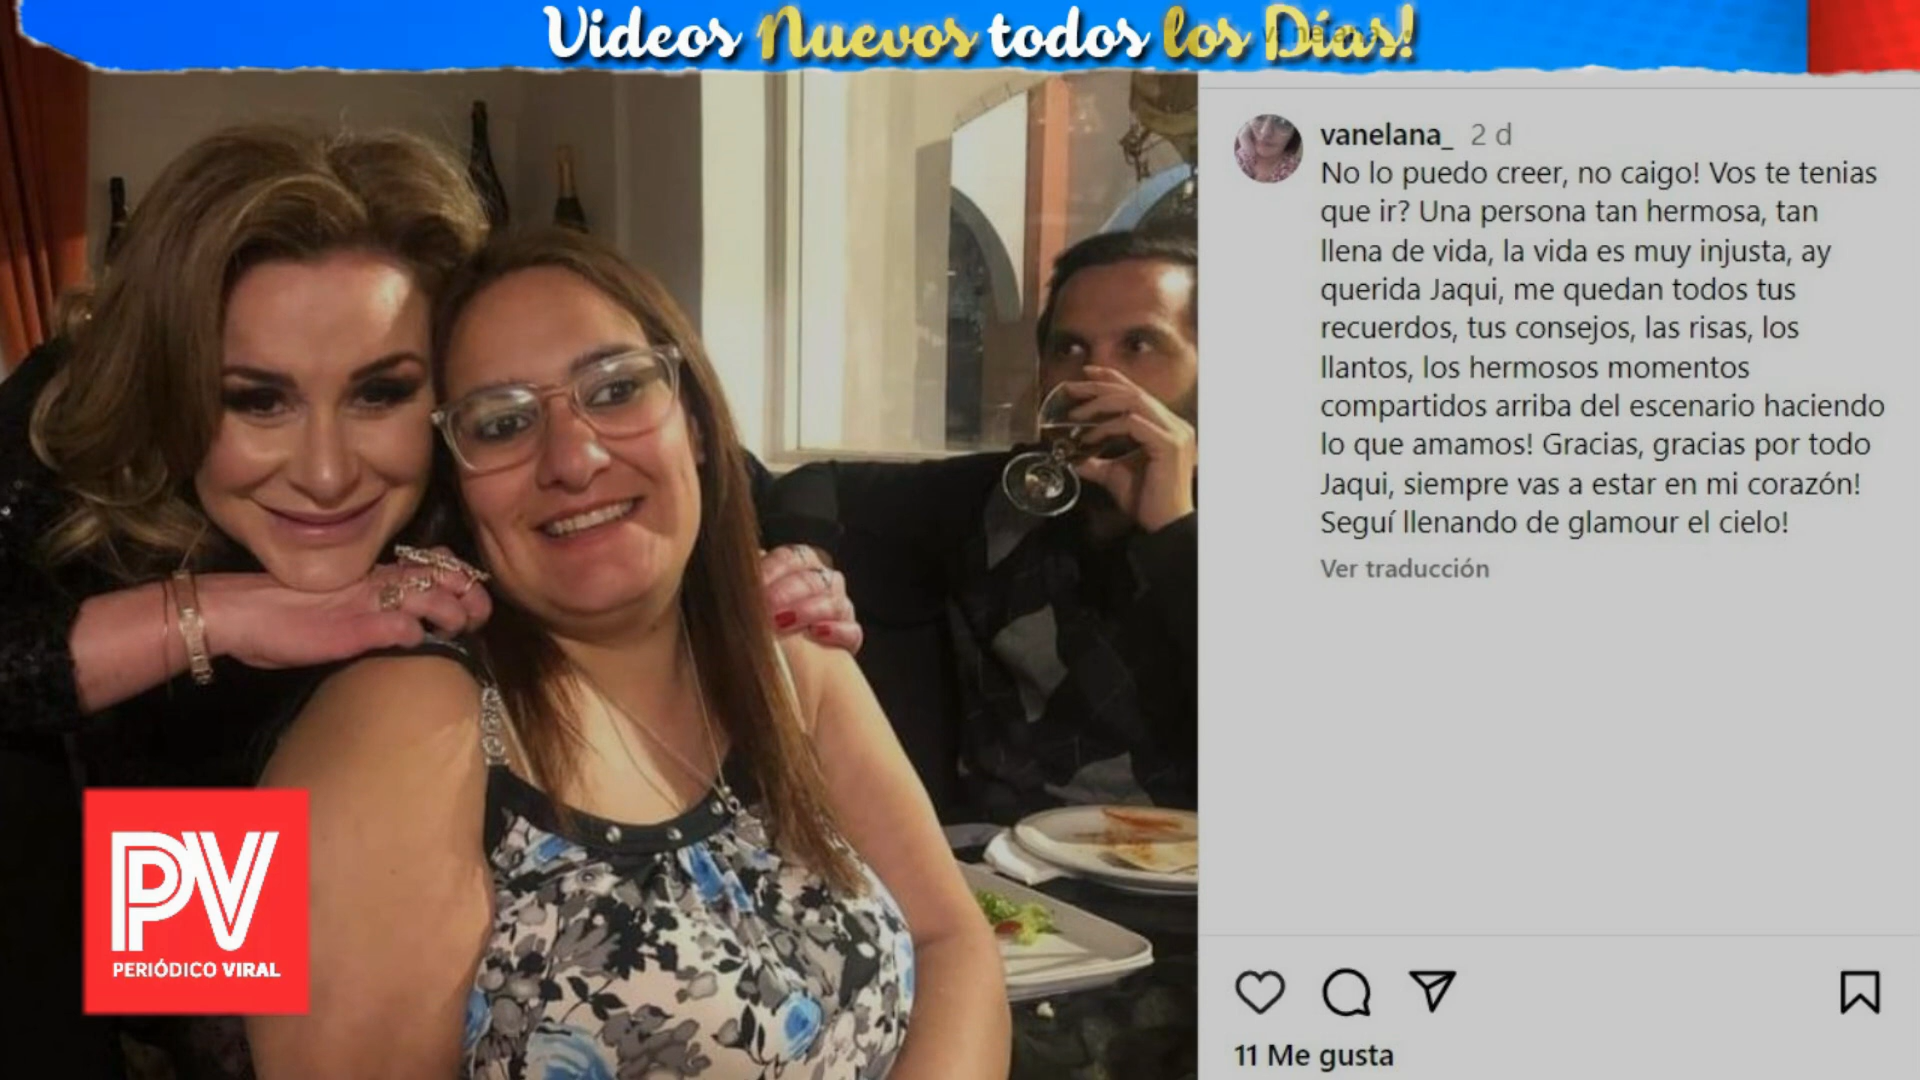 Videos Nuevos todos los Días!
vanelana_
vanelana_ 2 d
No lo puedo creer, no caigo! Vos te tenias
que ir? Una persona tan hermosa, tan
llena de vida, la vida es muy injusta, ay
querida Jaqui, me quedan todos tus
recuerdos, tus consejos, las risas, los
llantos, los hermosos momentos
compartidos arriba del escenario haciendo
lo que amamos! Gracias, gracias por todo
Jaqui, siempre vas a estar en mi corazón!
Seguí llenando de glamour el cielo!
Ver traducción
PV
PERIÓDICO VIRAL
11 Me gusta